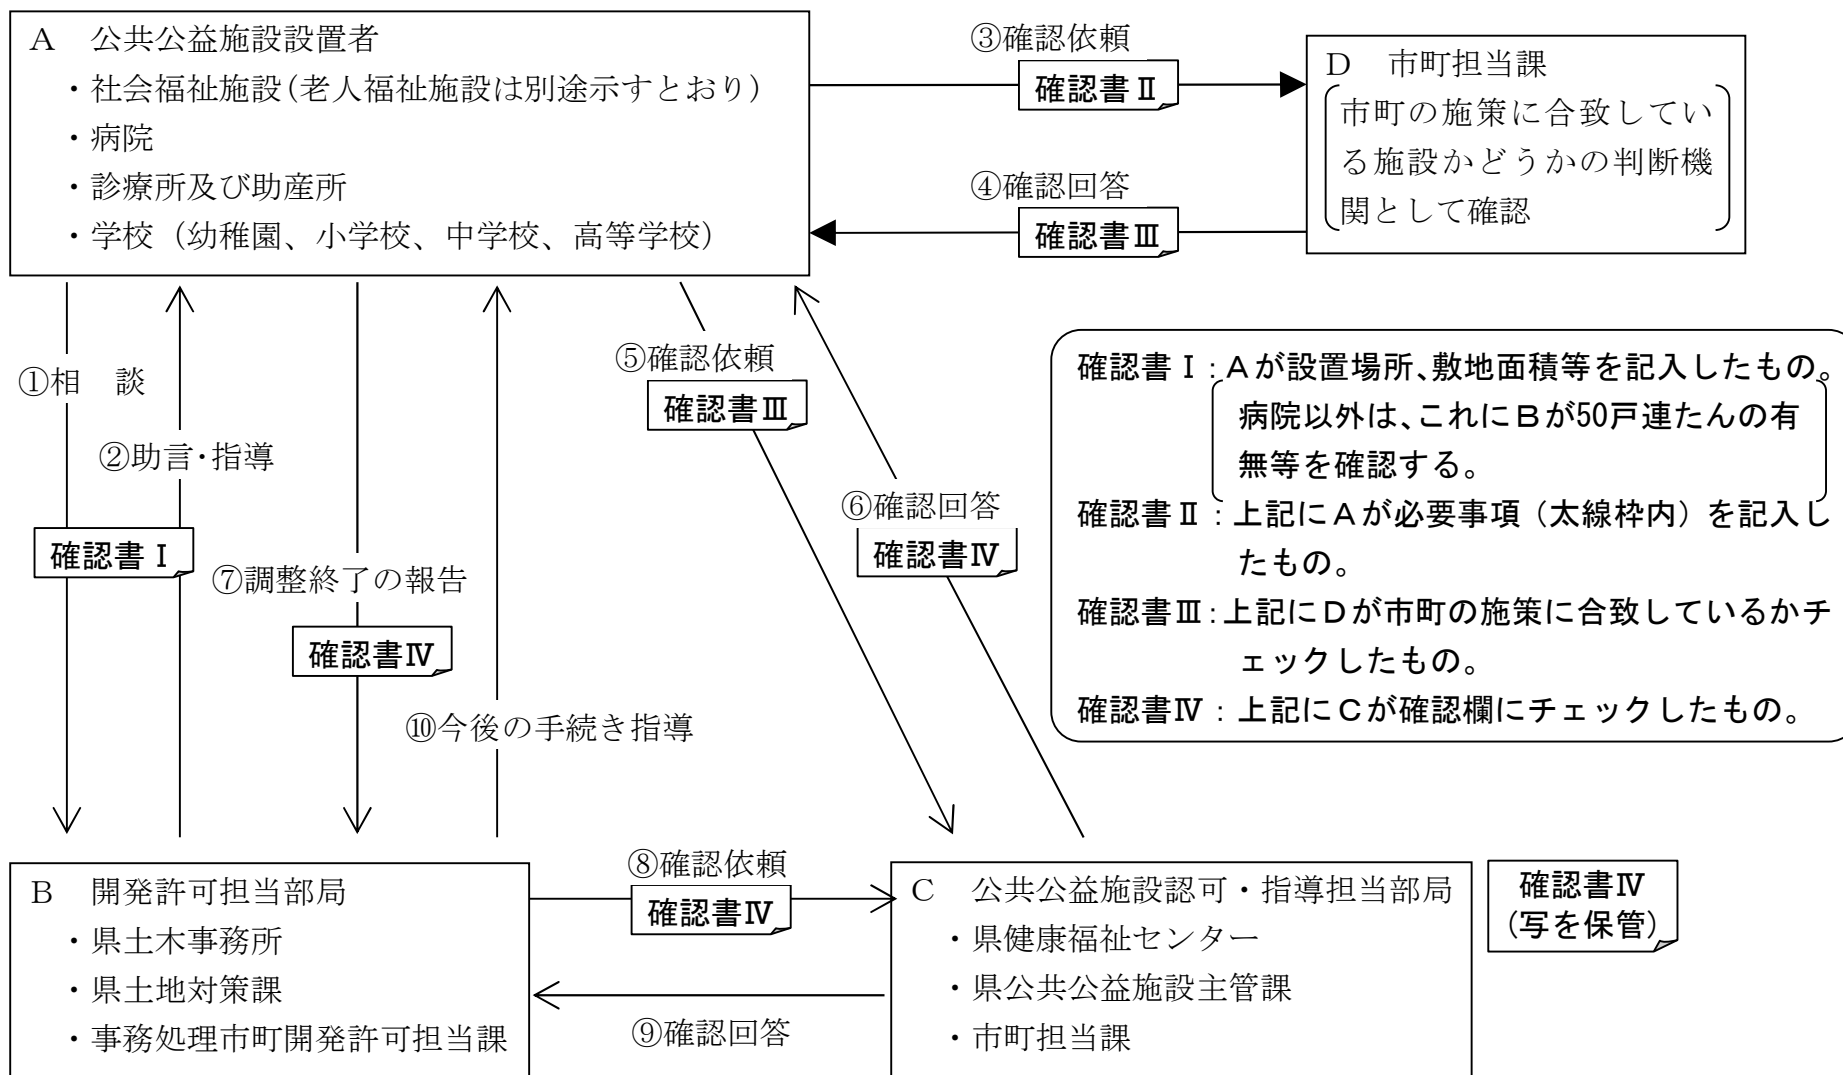 A　公共公益施設設置者
・社会福祉施設(老人福祉施設は別途示すとおり)
・病院
・診療所及び助産所
・学校（幼稚園、小学校、中学校、高等学校）
③確認依頼
確認書Ⅱ
④確認回答
確認書Ⅲ
D　市町担当課
市町の施策に合致してい
る施設かどうかの判断機
関として確認
①相　談
②助言・指導
確認書Ⅰ
⑦調整終了の報告
確認書Ⅳ
⑩今後の手続き指導
⑤確認依頼
確認書Ⅲ
⑥確認回答
確認書Ⅳ
確認書Ⅰ：Ａが設置場所、敷地面積等を記入したもの。
病院以外は、これにＢが50戸連たんの有
無等を確認する。
確認書Ⅱ：上記にＡが必要事項（太線枠内）を記入し
たもの。
確認書Ⅲ：上記にＤが市町の施策に合致しているかチ
ェックしたもの。
確認書Ⅳ：上記にＣが確認欄にチェックしたもの。
B　開発許可担当部局
・県土木事務所
・県土地対策課
・事務処理市町開発許可担当課
⑧確認依頼
確認書Ⅳ
⑨確認回答
C　公共公益施設認可・指導担当部局
・県健康福祉センター
・県公共公益施設主管課
・市町担当課
確認書Ⅳ
(写を保管)